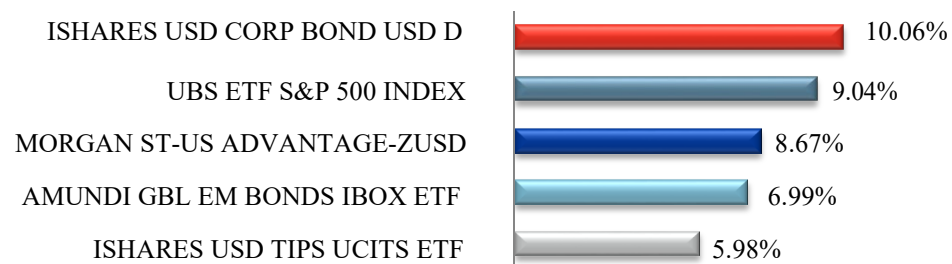 ISHARES USD CORP BOND USD D 10.06%
UBS ETF S&P 500 INDEX 9.04%
MORGAN ST-US ADVANTAGE-ZUSD 8.67%
AMUNDI GBL EM BONDS IBOX ETF 6.99%
ISHARES USD TIPS UCITS ETF 5.98%